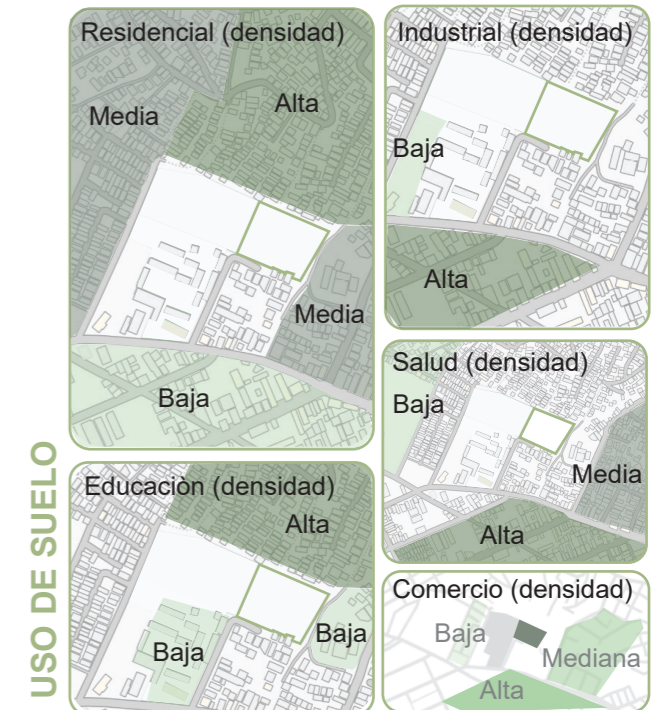 USO DE SUELO
Residencial (densidad)
Alta
Media
Media
Baja
Educaciòn (densidad)
Alta
Baja
Baja
Industrial (densidad)
Baja
Alta
Salud (densidad)
Baja
Media
Alta
Comercio (densidad)
Baja
Mediana
Alta